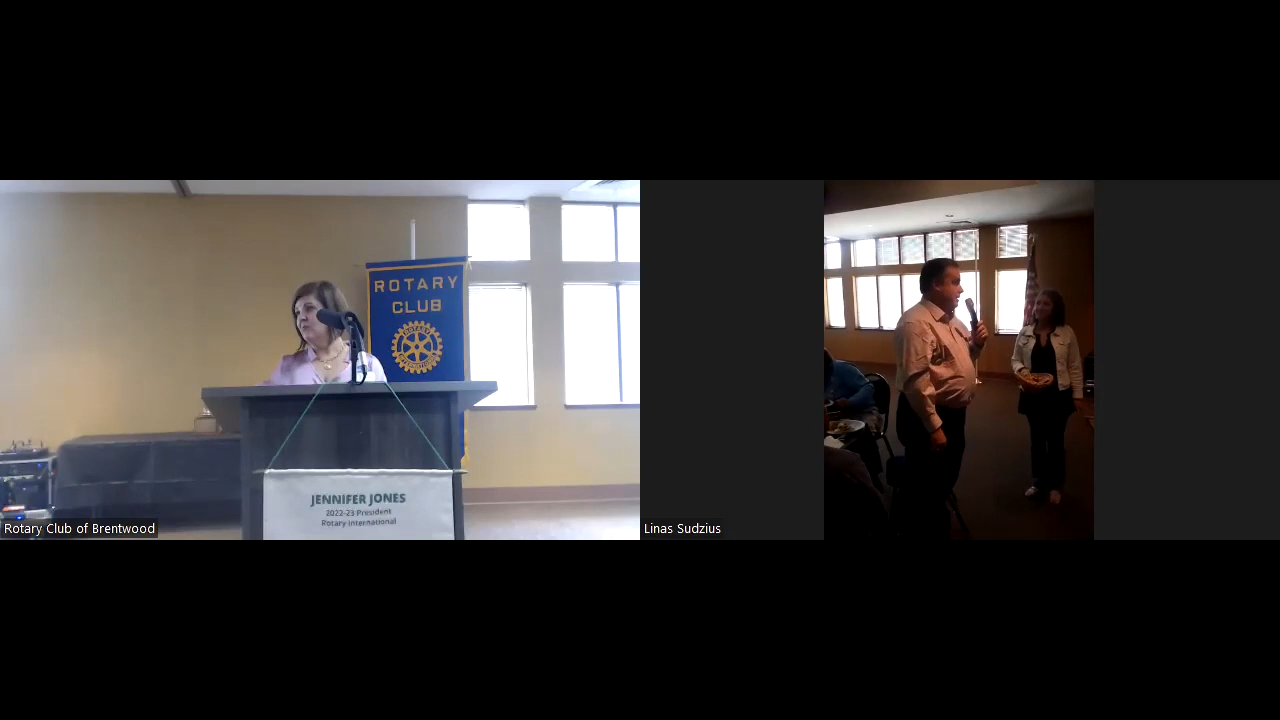 ROTARY
CLUB
JENNIFER JONES
2022-23 President
Rotary International
Rotary Club of Brentwood
Linas Sudzius